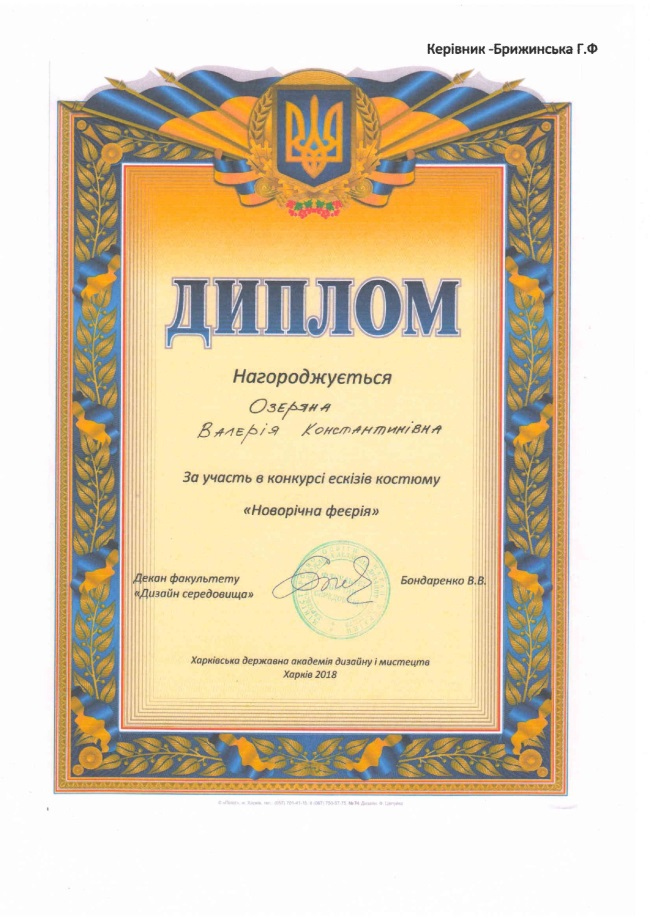 Керівник -Брижинська Г.Ф
ДИПЛОМ
Нагороджується
Озеряна
Валерія Константинівна
За участь в конкурсі ескізів костюму
«Новорічна феєрія»
Декан факультету
«Дизайн середовища»
Бондаренко В.В.
Харківська державна академія дизайну і мистецтв
Харків 2018